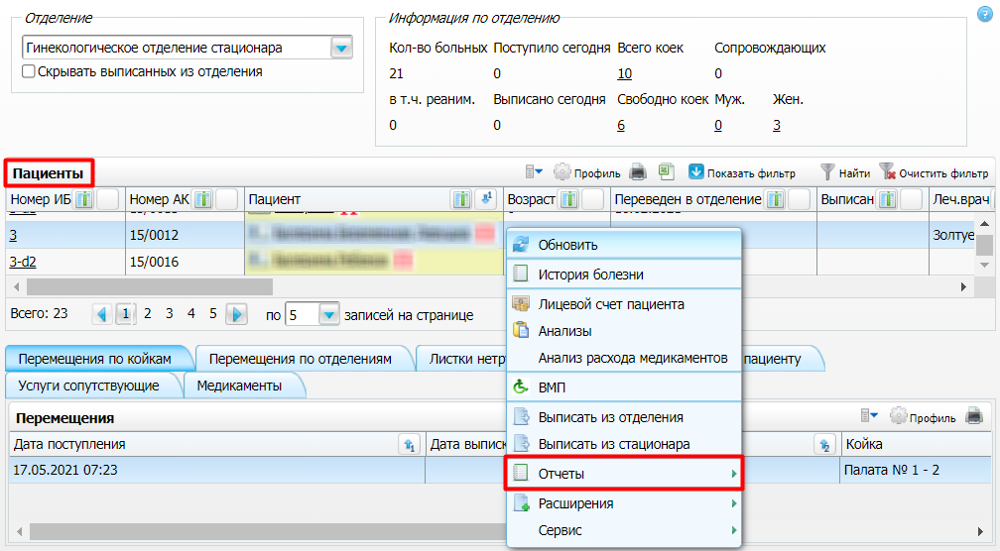 Отделение
Информация по отделению
Гинекологическое отделение стационара
Скрывать выписанных из отделения
Кол-во больных Поступило сегодня Всего коек Сопровождающих
21 0 10 0
в т.ч. реаним. Выписано сегодня Свободно коек Муж. Жен.
0 0 6 0 3
Пациенты
Профиль Показать фильтр Найти Очистить фильтр
Номер ИБ Номер АК Пациент Возраст Переведен в отделение Выписан Леч.врач
3 15/0012 Золтуе
3-d2 15/0016
Всего: 23 1 2 3 4 5 по 5 записей на странице
Обновить
История болезни
Лицевой счет пациента
Анализы
Анализ расхода медикаментов
ВМП
Выписать из отделения
Выписать из стационара
Отчеты
Расширения
Сервис
Перемещения по койкам Перемещения по отделениям Листки нетр пациенту
Услуги сопутствующие Медикаменты
Перемещения Профиль
Дата поступления Дата выписк Койка
17.05.2021 07:23 Палата № 1 - 2